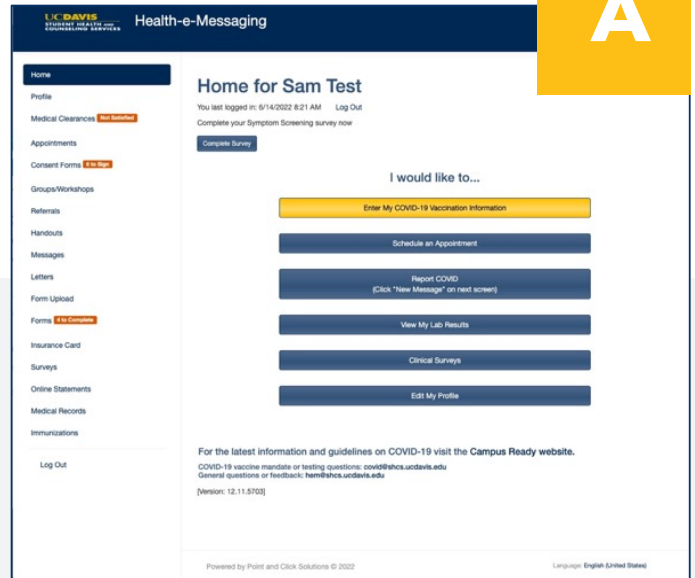 UCDAVIS
STUDENT HEALTH AND
COUNSELING SERVICES
Health-e-Messaging
A
Home
Profile
Medical Clearances Not Satisfied
Appointments
Consent Forms 6 to Sign
Groups/Workshops
Referrals
Handouts
Messages
Letters
Form Upload
Forms 4 to Complete
Insurance Card
Surveys
Online Statements
Medical Records
Immunizations
Log Out
Home for Sam Test
You last logged in: 6/14/2022 8:21 AM Log Out
Complete your Symptom Screening survey now
Complete Survey
I would like to...
Enter My COVID-19 Vaccination Information
Schedule an Appointment
Report COVID
(Click "New Message" on next screen)
View My Lab Results
Clinical Surveys
Edit My Profile
For the latest information and guidelines on COVID-19 visit the Campus Ready website.
COVID-19 vaccine mandate or testing questions: covid@shcs.ucdavis.edu
General questions or feedback: hem@shcs.ucdavis.edu
[Version: 12.11.5703]
Powered by Point and Click Solutions © 2022
Language: English (United States)